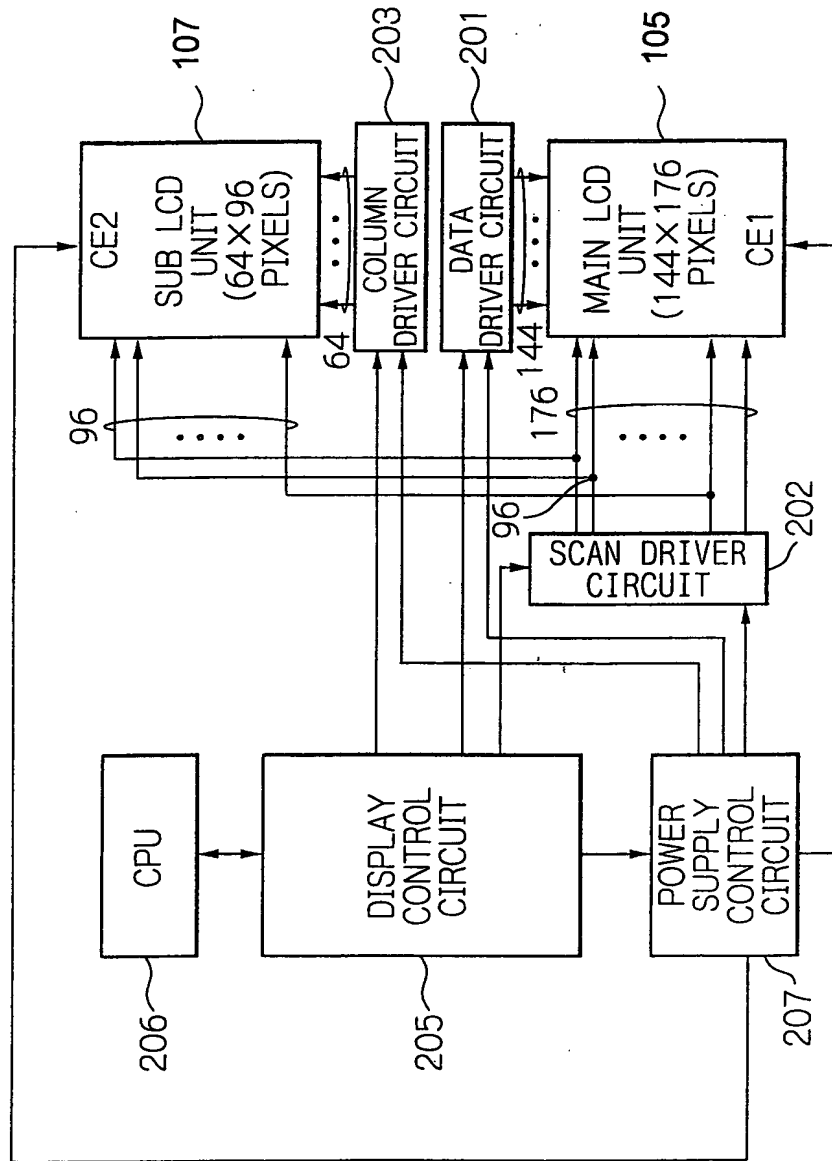 107
203
201
105
CE2
SUB LCD
UNIT
(64×96
PIXELS)
COLUMN
DRIVER CIRCUIT
DATA
DRIVER CIRCUIT
MAIN LCD
UNIT
(144×176
PIXELS)
CE1
64
144
96
176
96
SCAN DRIVER
CIRCUIT
202
CPU
206
DISPLAY
CONTROL
CIRCUIT
205
POWER
SUPPLY
CONTROL
CIRCUIT
207